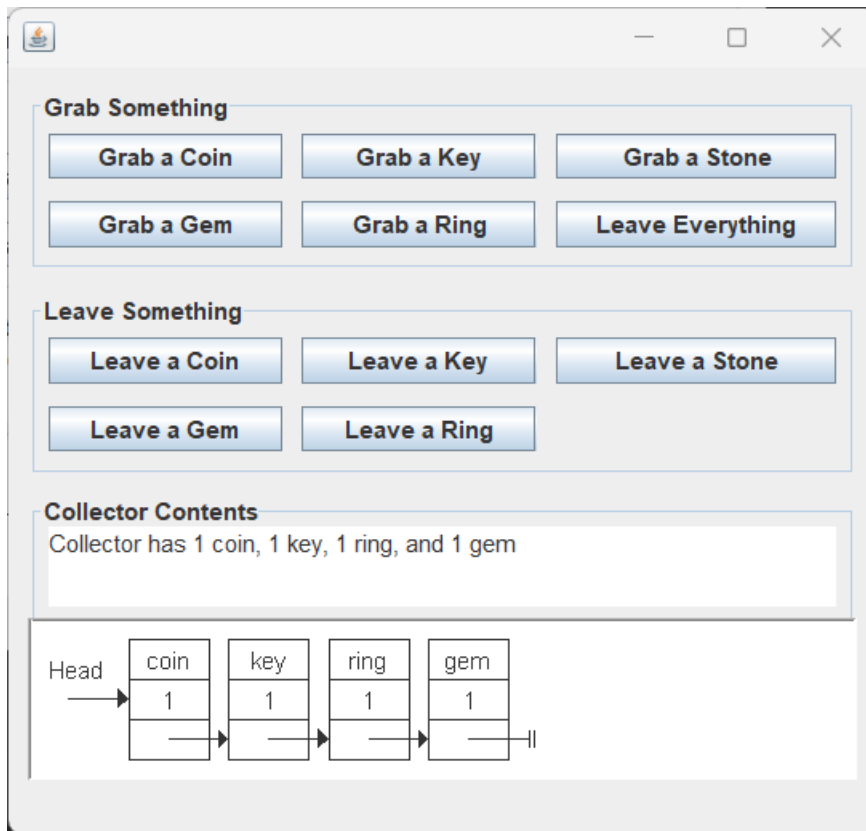 Grab Something
Grab a Coin Grab a Key Grab a Stone
Grab a Gem Grab a Ring Leave Everything
Leave Something
Leave a Coin Leave a Key Leave a Stone
Leave a Gem Leave a Ring
Collector Contents
Collector has 1 coin, 1 key, 1 ring, and 1 gem
Head coin key ring gem
1 1 1 1